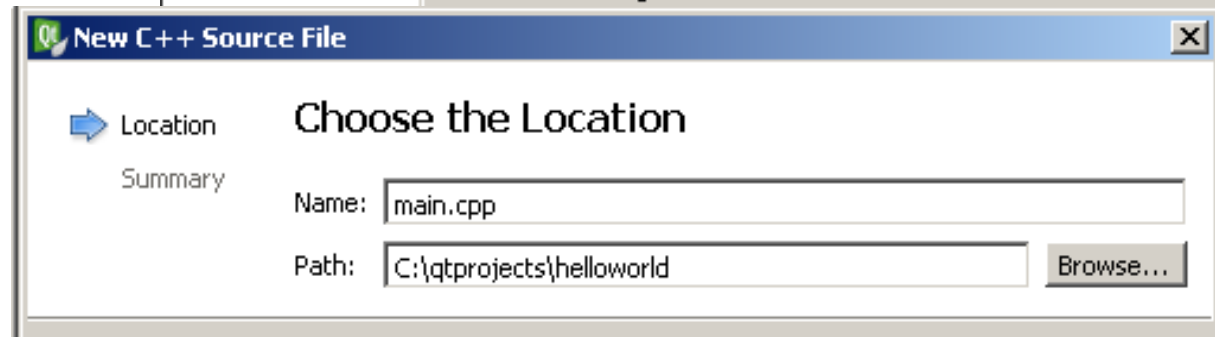 New C++ Source File
Location
Choose the Location
Summary
Name: main.cpp
Path: C:\qtprojects\helloworld Browse...